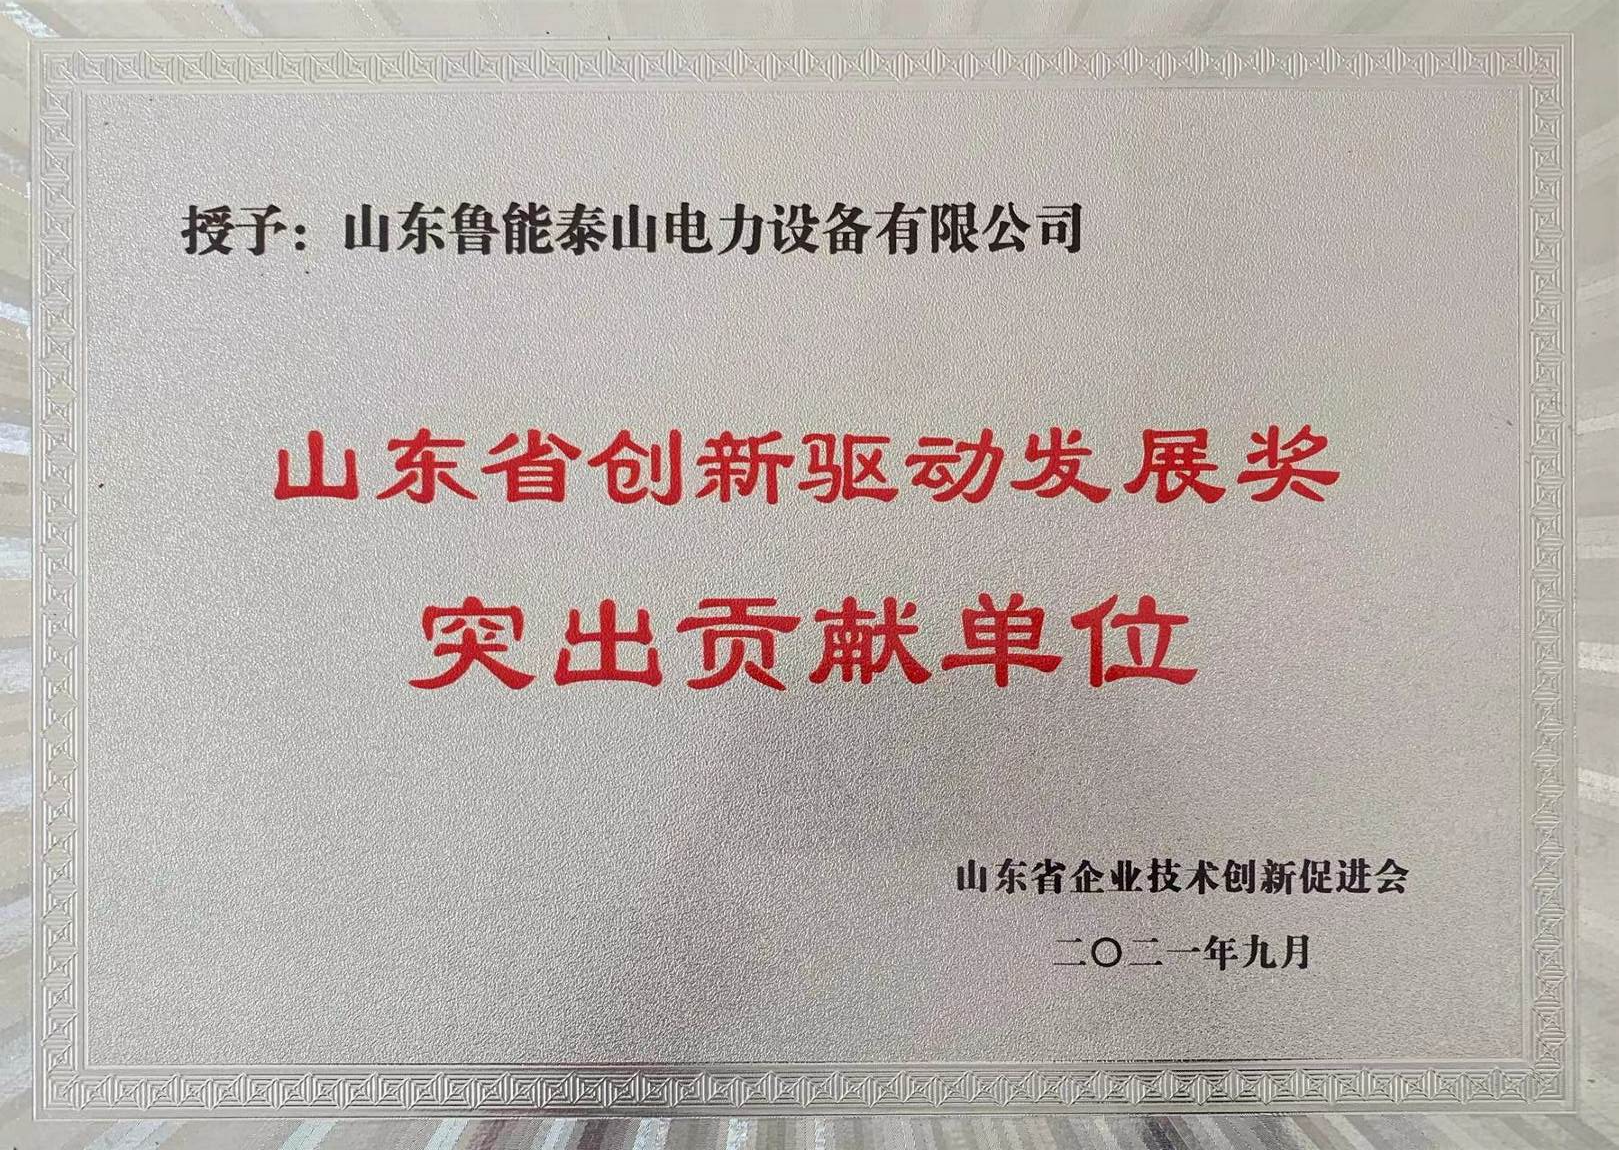 授予：山东鲁能泰山电力设备有限公司
山东省创新驱动发展奖
突出贡献单位
山东省企业技术创新促进会
二〇二一年九月